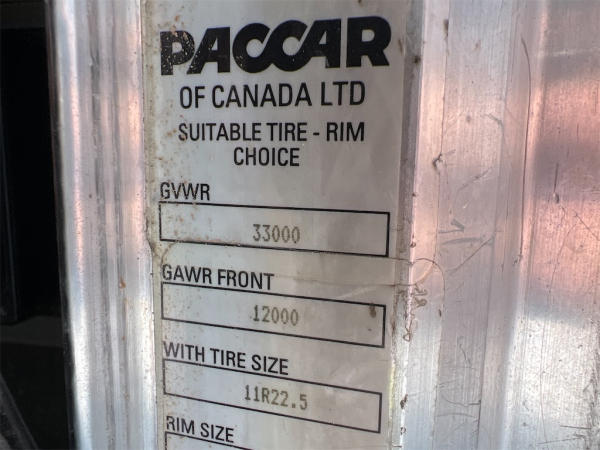 PACCAR
OF CANADA LTD
SUITABLE TIRE - RIM
CHOICE
GVWR
33000
GAWR FRONT
12000
WITH TIRE SIZE
11R22.5
RIM SIZE